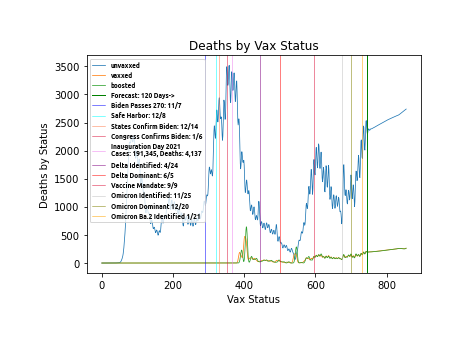 Deaths by Vax Status
Deaths by Status
3500
3000
2500
2000
1500
1000
500
0
unvaxxed
vaxxed
boosted
Forecast: 120 Days->
Biden Passes 270: 11/7
Safe Harbor: 12/8
States Confirm Biden: 12/14
Congress Confirms Biden: 1/6
Inauguration Day 2021
Cases: 191,345, Deaths: 4,137
Delta Identified: 4/24
Delta Dominant: 6/5
Vaccine Mandate: 9/9
Omicron Identified: 11/25
Omicron Dominant: 12/20
Omicron Ba.2 Identified 1/21
0 200 400 600 800
Vax Status